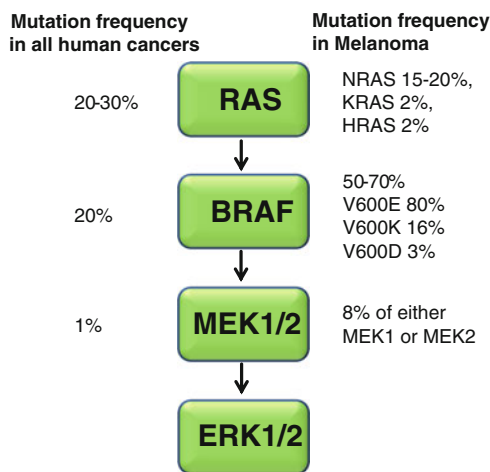 Mutation frequency
in all human cancers
Mutation frequency
in Melanoma
20-30%
RAS
NRAS 15-20%,
KRAS 2%,
HRAS 2%
20%
BRAF
50-70%
V600E 80%
V600K 16%
V600D 3%
1%
MEK1/2
8% of either
MEK1 or MEK2
ERK1/2